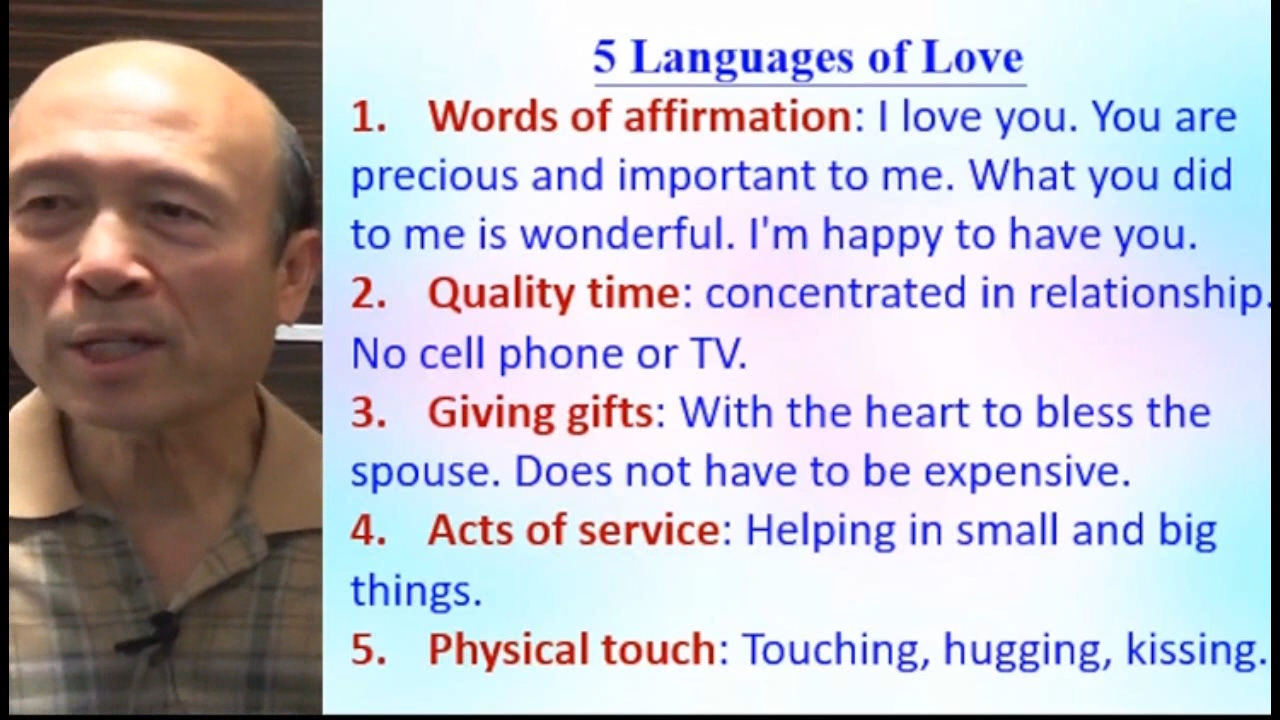 5 Languages of Love
1. Words of affirmation: I love you. You are
precious and important to me. What you did
to me is wonderful. I'm happy to have you.
2. Quality time: concentrated in relationship.
No cell phone or TV.
3. Giving gifts: With the heart to bless the
spouse. Does not have to be expensive.
4. Acts of service: Helping in small and big
things.
5. Physical touch: Touching, hugging, kissing.